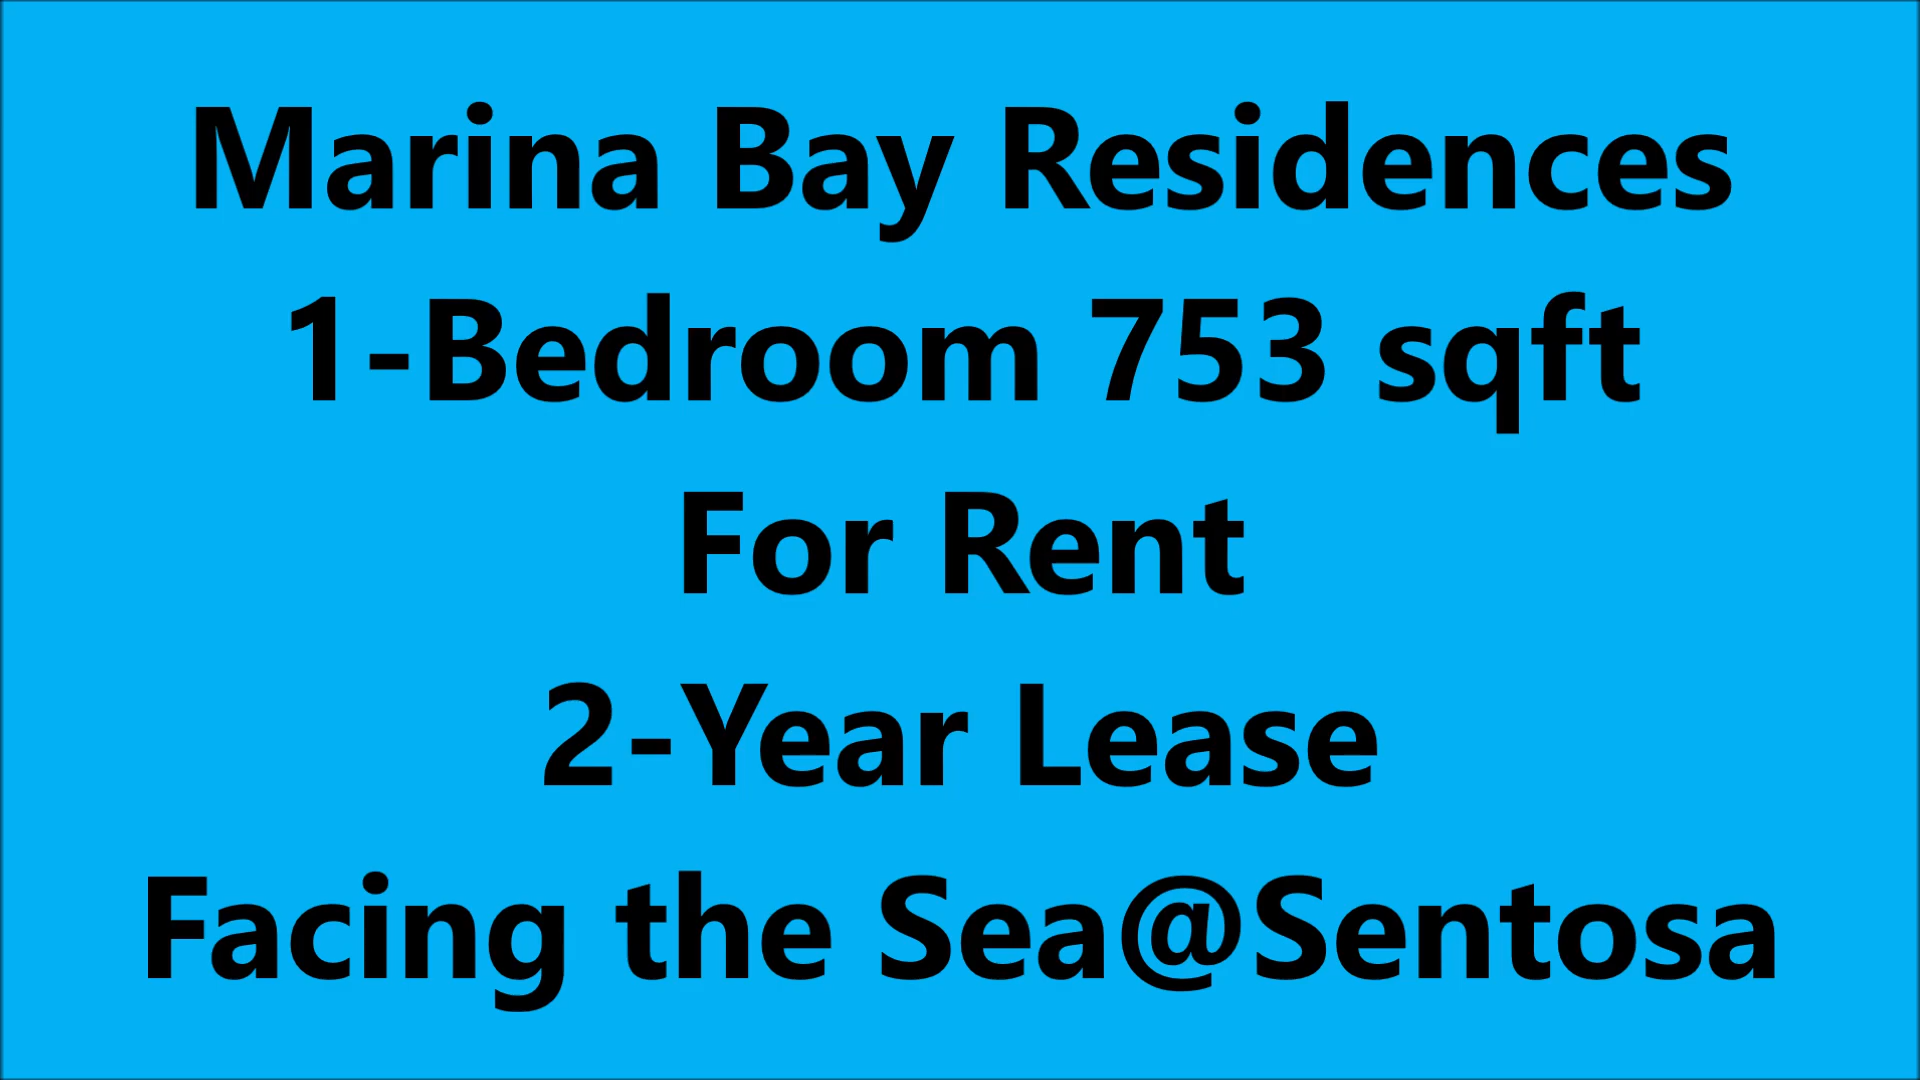 Marina Bay Residences
1-Bedroom 753 sqft
For Rent
2-Year Lease
Facing the Sea@Sentosa